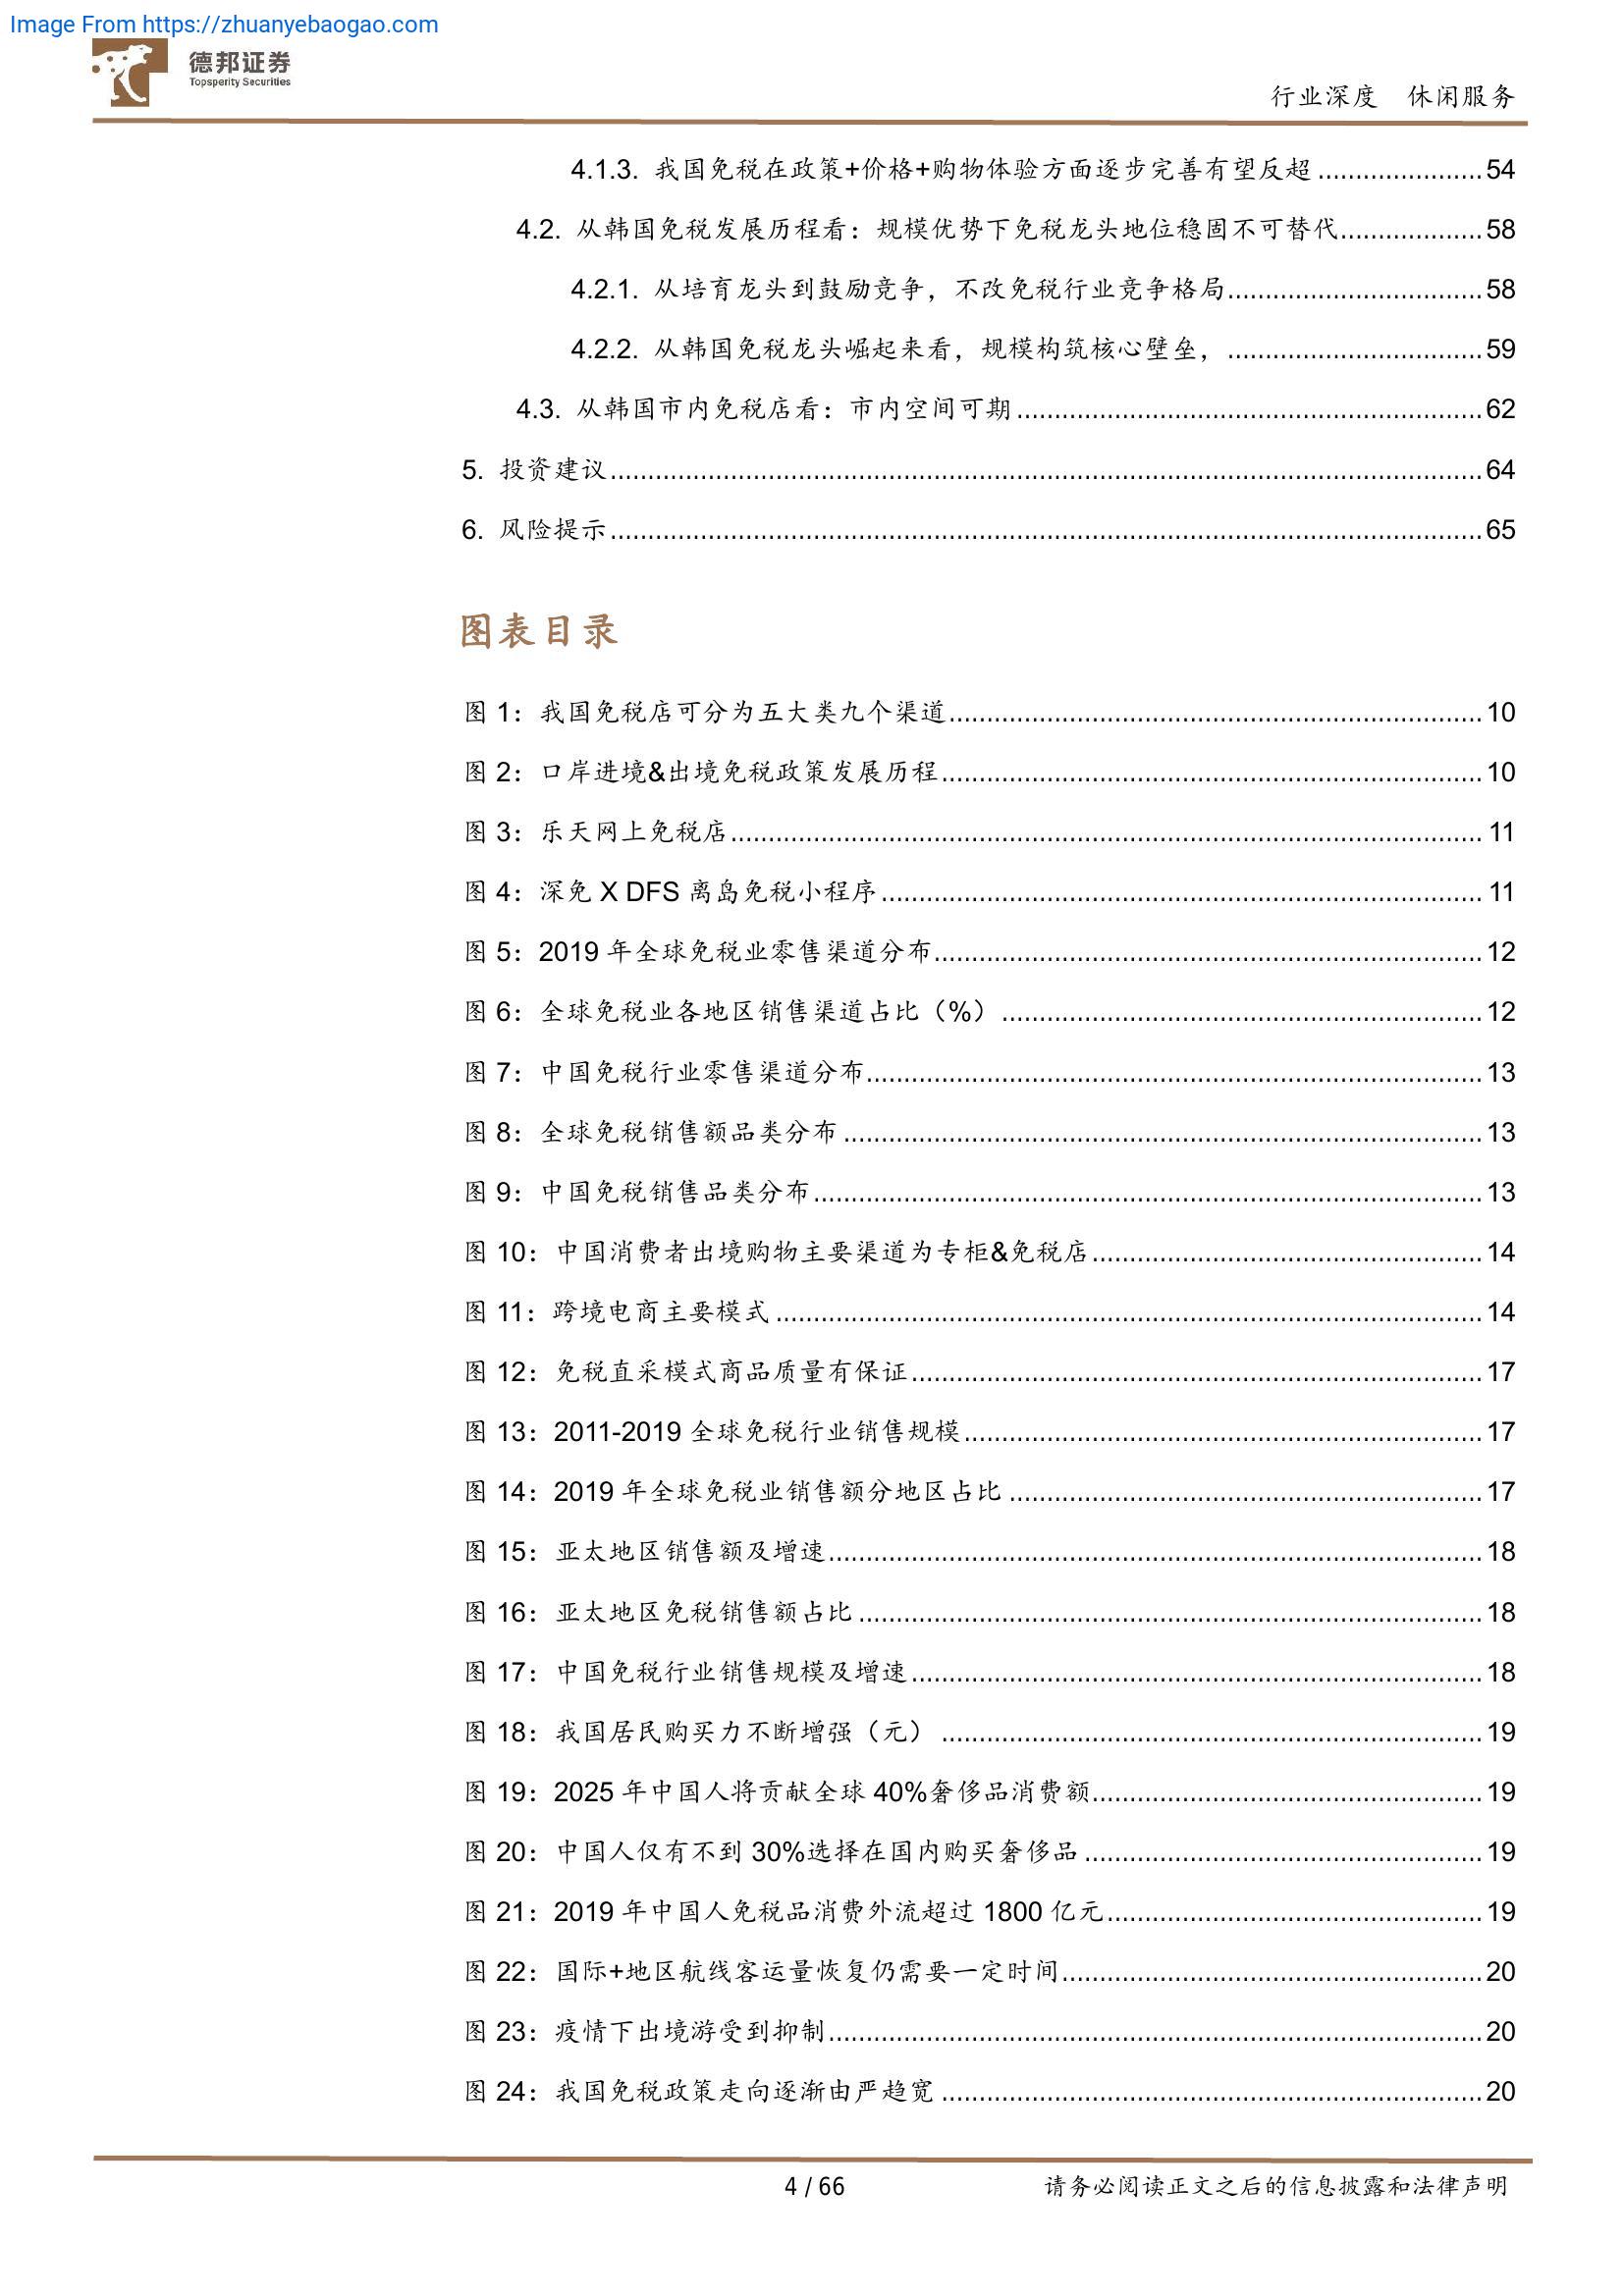 Image From https://zhuanyebaogao.com
德邦证券
Topsperity Securities
行业深度 休闲服务
4.1.3. 我国免税在政策+价格+购物体验方面逐步完善有望反超......................54
4.2. 从韩国免税发展历程看：规模优势下免税龙头地位稳固不可替代...................58
4.2.1. 从培育龙头到鼓励竞争，不改免税行业竞争格局..................................58
4.2.2. 从韩国免税龙头崛起来看，规模构筑核心壁垒，..................................59
4.3. 从韩国市内免税店看：市内空间可期..............................................................62
5. 投资建议....................................................................................................................64
6. 风险提示....................................................................................................................65
图表目录
图 1：我国免税店可分为五大类九个渠道.......................................................................10
图 2：口岸进境&出境免税政策发展历程........................................................................10
图 3：乐天网上免税店....................................................................................................11
图 4：深免 X DFS 离岛免税小程序................................................................................11
图 5：2019 年全球免税业零售渠道分布.........................................................................12
图 6：全球免税业各地区销售渠道占比（%）................................................................12
图 7：中国免税行业零售渠道分布..................................................................................13
图 8：全球免税销售额品类分布.....................................................................................13
图 9：中国免税销售品类分布.........................................................................................13
图 10：中国消费者出境购物主要渠道为专柜&免税店....................................................14
图 11：跨境电商主要模式..............................................................................................14
图 12：免税直采模式商品质量有保证............................................................................17
图 13：2011-2019 全球免税行业销售规模.....................................................................17
图 14：2019 年全球免税业销售额分地区占比...............................................................17
图 15：亚太地区销售额及增速.......................................................................................18
图 16：亚太地区免税销售额占比...................................................................................18
图 17：中国免税行业销售规模及增速............................................................................18
图 18：我国居民购买力不断增强（元）........................................................................19
图 19：2025 年中国人将贡献全球 40%奢侈品消费额....................................................19
图 20：中国人仅有不到 30%选择在国内购买奢侈品.....................................................19
图 21：2019 年中国人免税品消费外流超过 1800 亿元..................................................19
图 22：国际+地区航线客运量恢复仍需要一定时间........................................................20
图 23：疫情下出境游受到抑制.......................................................................................20
图 24：我国免税政策走向逐渐由严趋宽........................................................................20
4 / 66
请务必阅读正文之后的信息披露和法律声明